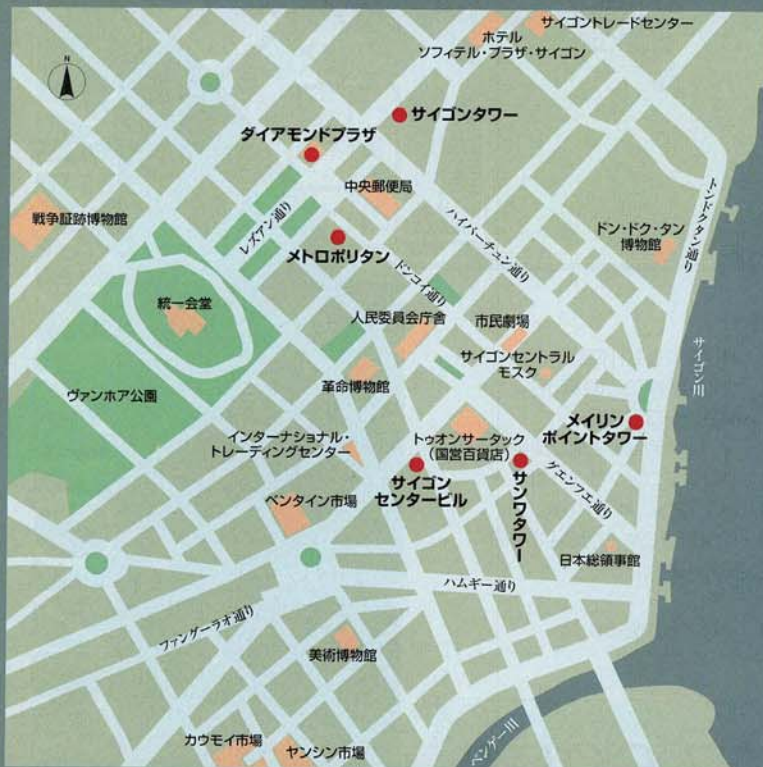 サイゴントレードセンター
ホテル
ソフィテル・プラザ・サイゴン
N
サイゴンタワー
ダイアモンドプラザ
中央郵便局
戦争証跡博物館
レズアン通り
ハイバーチュン通り
トンドクタン通り
ドン・ドク・タン
博物館
メトロポリタン
ドンコイ通り
統一会堂
人民委員会庁舎
市民劇場
サイゴン川
サイゴンセントラル
モスク
革命博物館
ヴァンホア公園
メイリン
ポイントタワー
インターナショナル・
トレーディングセンター
トゥオンサータック
(国営百貨店)
サイゴン
センタービル
サンワタワー
グエンフエ通り
ベンタイン市場
日本総領事館
ハムギー通り
ファングーラオ通り
美術博物館
カウモイ市場
ヤンシン市場
ベンゲー川